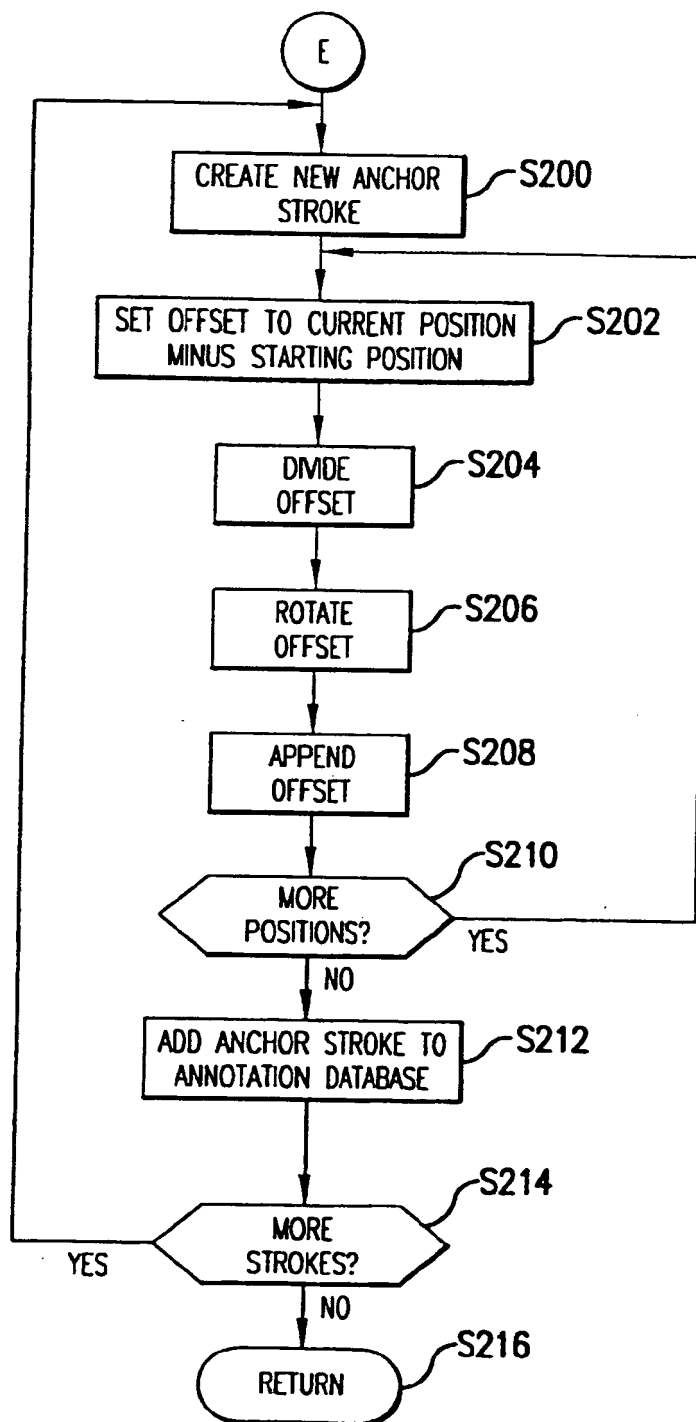 E
CREATE NEW ANCHOR
STROKE
S200
SET OFFSET TO CURRENT POSITION
MINUS STARTING POSITION
S202
DIVIDE
OFFSET
S204
ROTATE
OFFSET
S206
APPEND
OFFSET
S208
MORE
POSITIONS?
S210
YES
NO
ADD ANCHOR STROKE TO
ANNOTATION DATABASE
S212
MORE
STROKES?
S214
YES
NO
RETURN
S216